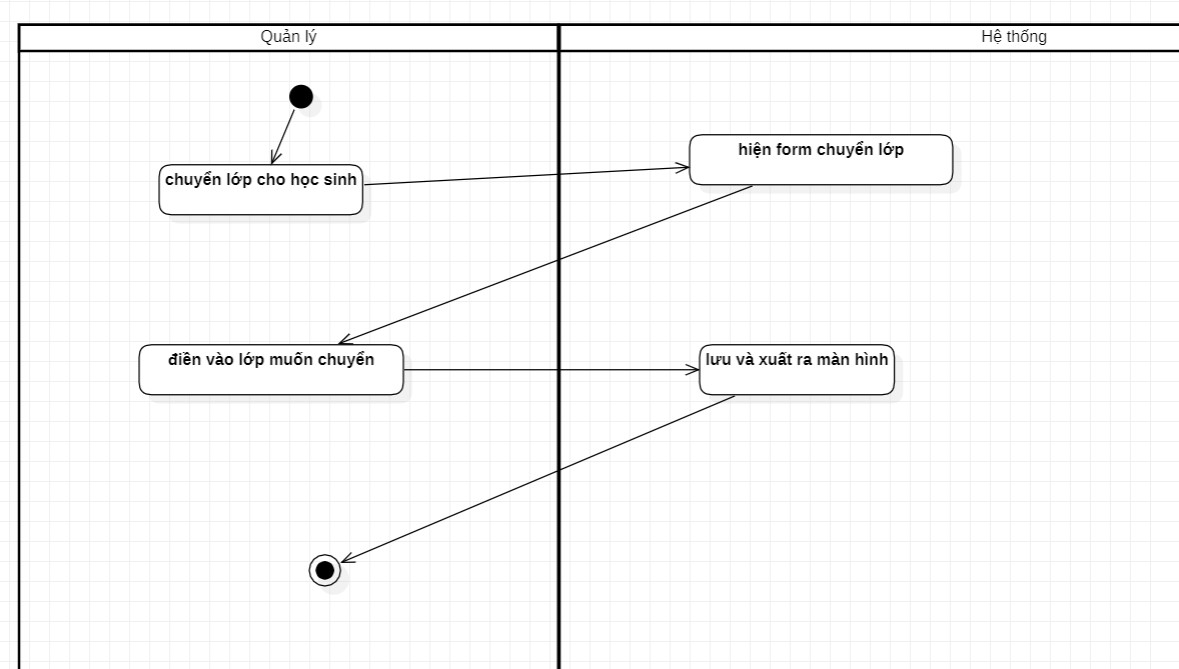 Quản lý
Hệ thống
chuyển lớp cho học sinh
hiện form chuyển lớp
điền vào lớp muốn chuyển
lưu và xuất ra màn hình